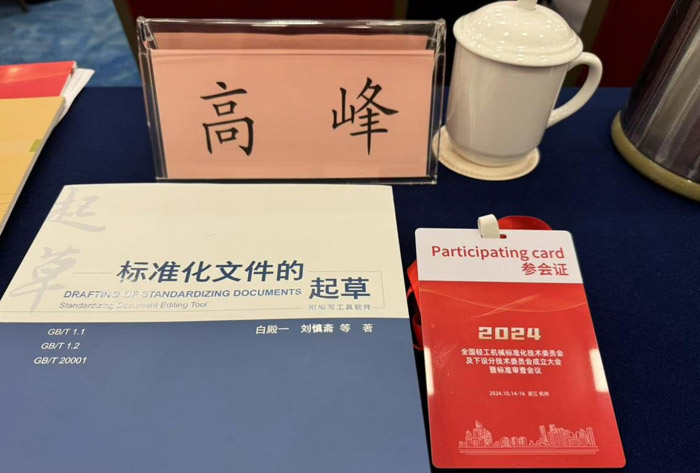 高 峰
起草
标准化文件的
起草
DRAFTING OF STANDARDIZING DOCUMENTS
Standardizing Document Editing Tool
附编写工具软件
GB/T 1.1
GB/T 1.2
GB/T 20001
白殿一 刘慎斋 等 著
Participating card
参会证
2024
全国轻工机械标准化技术委员会
及下设分技术委员会成立大会
暨标准审查会议
2024.10.14-16 浙江 杭州